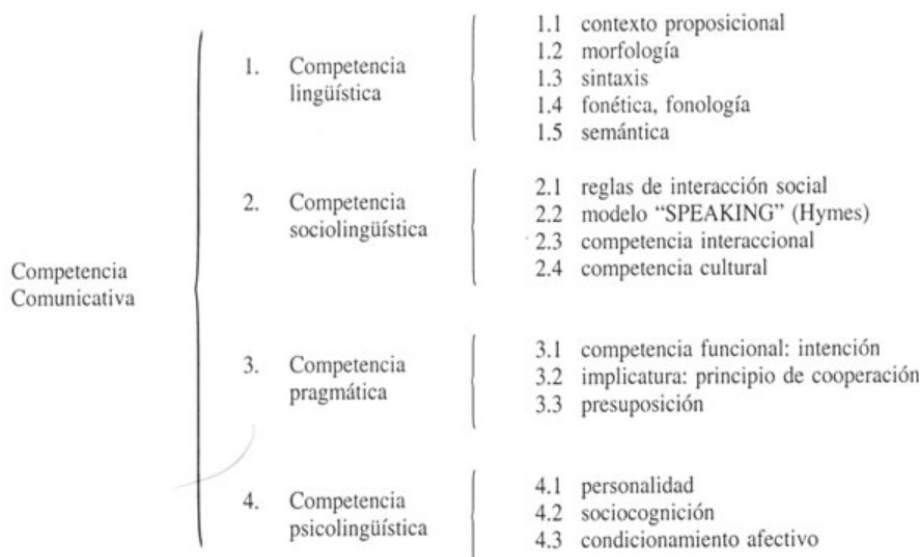 Competencia
Comunicativa
1. Competencia
lingüística
1.1 contexto proposicional
1.2 morfología
1.3 sintaxis
1.4 fonética, fonología
1.5 semántica
2. Competencia
sociolingüística
2.1 reglas de interacción social
2.2 modelo “SPEAKING” (Hymes)
2.3 competencia interaccional
2.4 competencia cultural
3. Competencia
pragmática
3.1 competencia funcional: intención
3.2 implicatura: principio de cooperación
3.3 presuposición
4. Competencia
psicolingüística
4.1 personalidad
4.2 sociocognición
4.3 condicionamiento afectivo